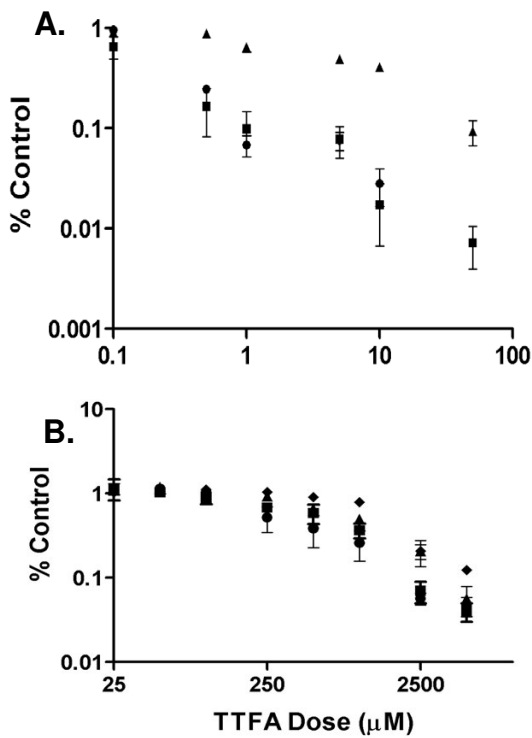 A.
1
0.1
0.01
0.001
% Control
0.1 1 10 100
B.
10
1
0.1
0.01
% Control
25 250 2500
TTFA Dose (μM)